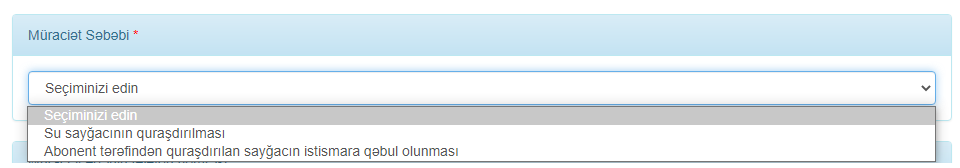 Müraciət Səbəbi *
Seçiminizi edin
Seçiminizi edin
Su sayğacının quraşdırılması
Abonent tərəfindən quraşdırılan sayğacın istismara qəbul olunması